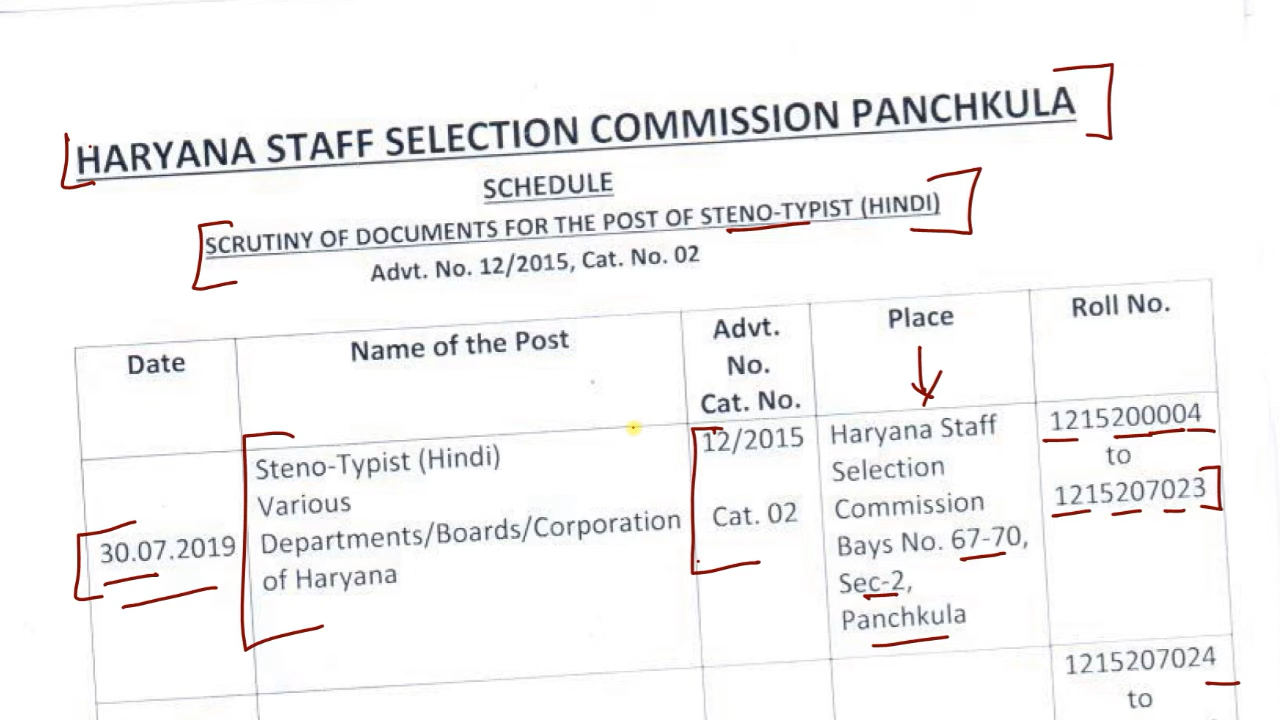 HARYANA STAFF SELECTION COMMISSION PANCHKULA
SCHEDULE
SCRUTINY OF DOCUMENTS FOR THE POST OF STENO-TYPIST (HINDI)
Advt. No. 12/2015, Cat. No. 02
Date
Name of the Post
Advt.
No.
Cat. No.
Place
Roll No.
30.07.2019
Steno-Typist (Hindi)
Various
Departments/Boards/Corporation
of Haryana
12/2015
Cat. 02
Haryana Staff
Selection
Commission
Bays No. 67-70,
Sec-2,
Panchkula
1215200004
to
1215207023
1215207024
to